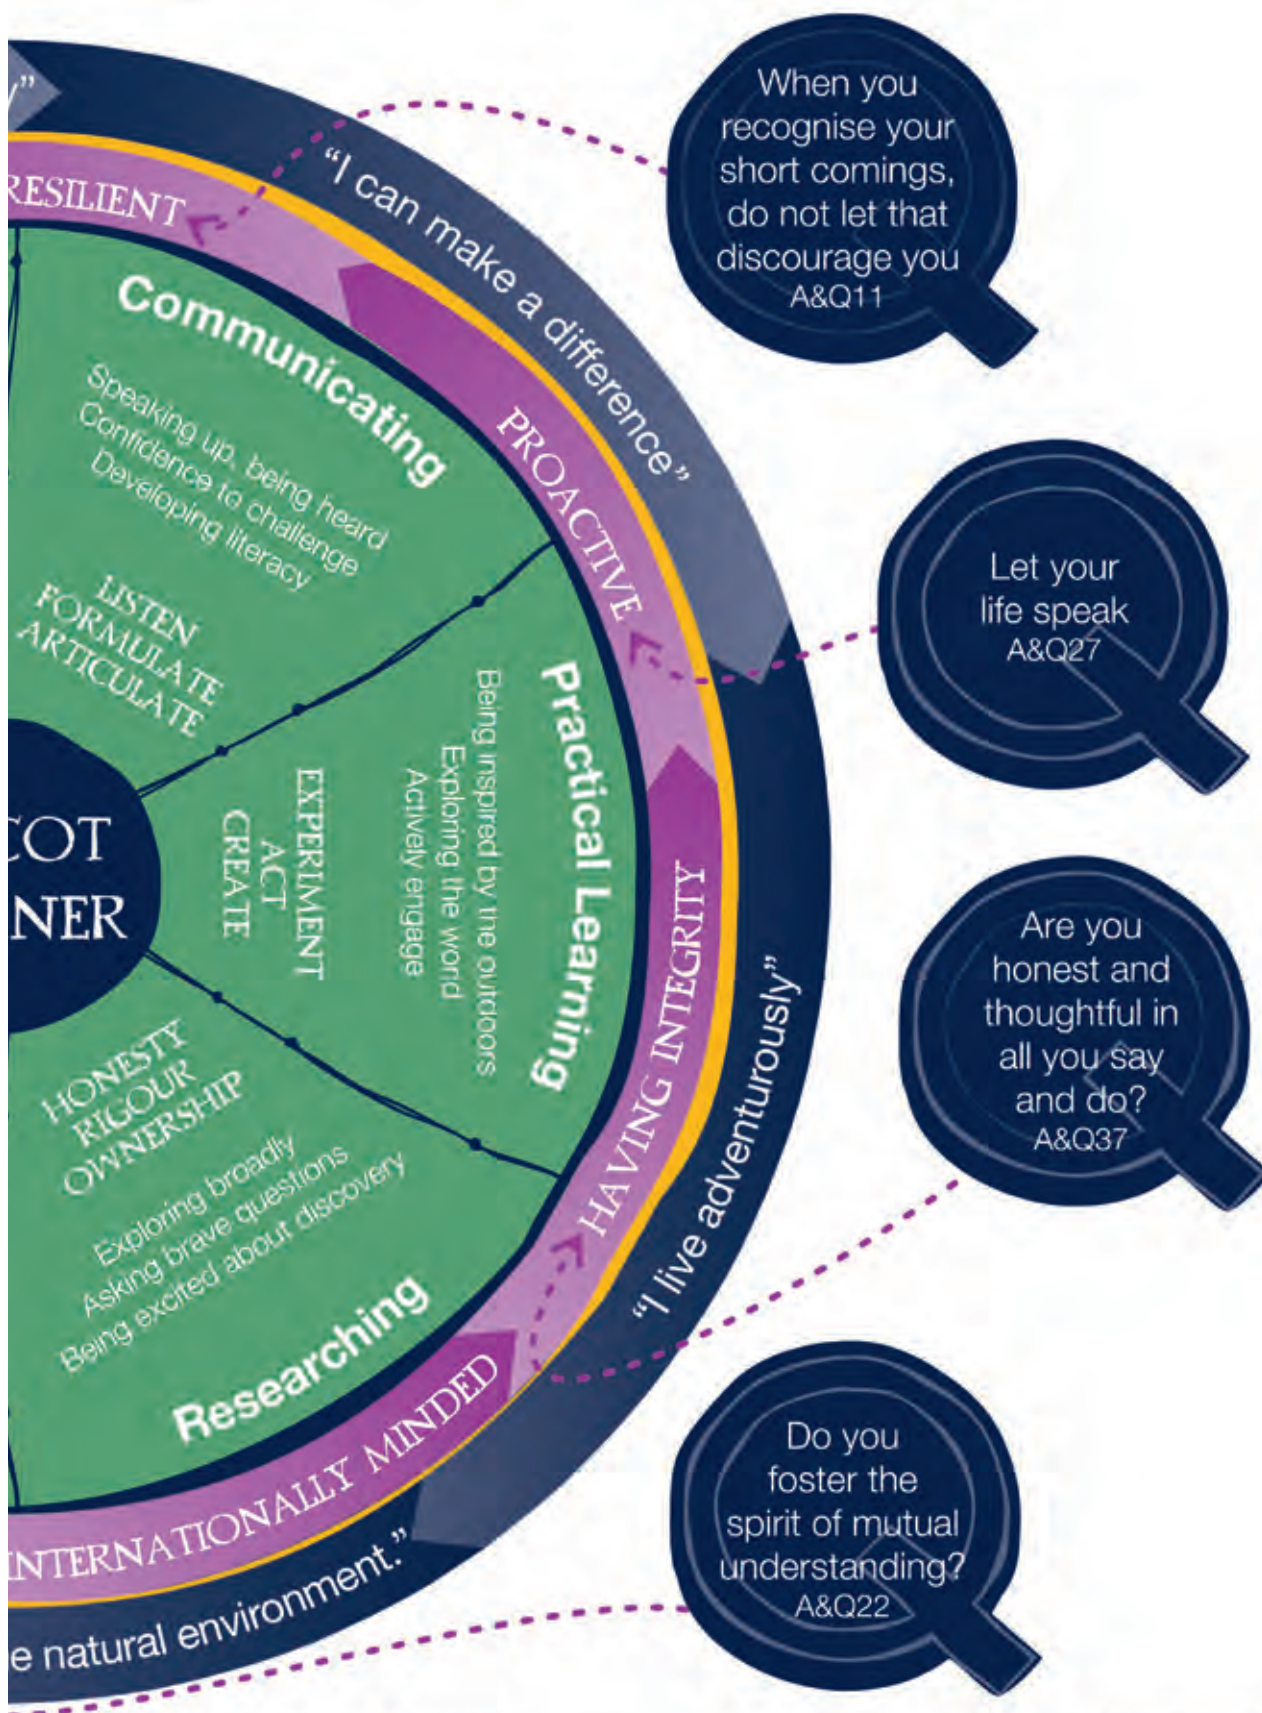 y”
RESILIENT
“I can make a difference”
PROACTIVE
Communicating
Speaking up, being heard
Confidence to challenge
Developing literacy
LISTEN
FORMULATE
ARTICULATE
Practical Learning
Being inspired by the outdoors
Exploring the world
Actively engage
EXPERIMENT
ACT
CREATE
COT
NER
HAVING INTEGRITY
“I live adventurously”
HONESTY
RIGOUR
OWNERSHIP
Exploring broadly
Asking brave questions
Being excited about discovery
Researching
INTERNATIONALLY MINDED
e natural environment.”
When you
recognise your
short comings,
do not let that
discourage you
A&Q11
Let your
life speak
A&Q27
Are you
honest and
thoughtful in
all you say
and do?
A&Q37
Do you
foster the
spirit of mutual
understanding?
A&Q22